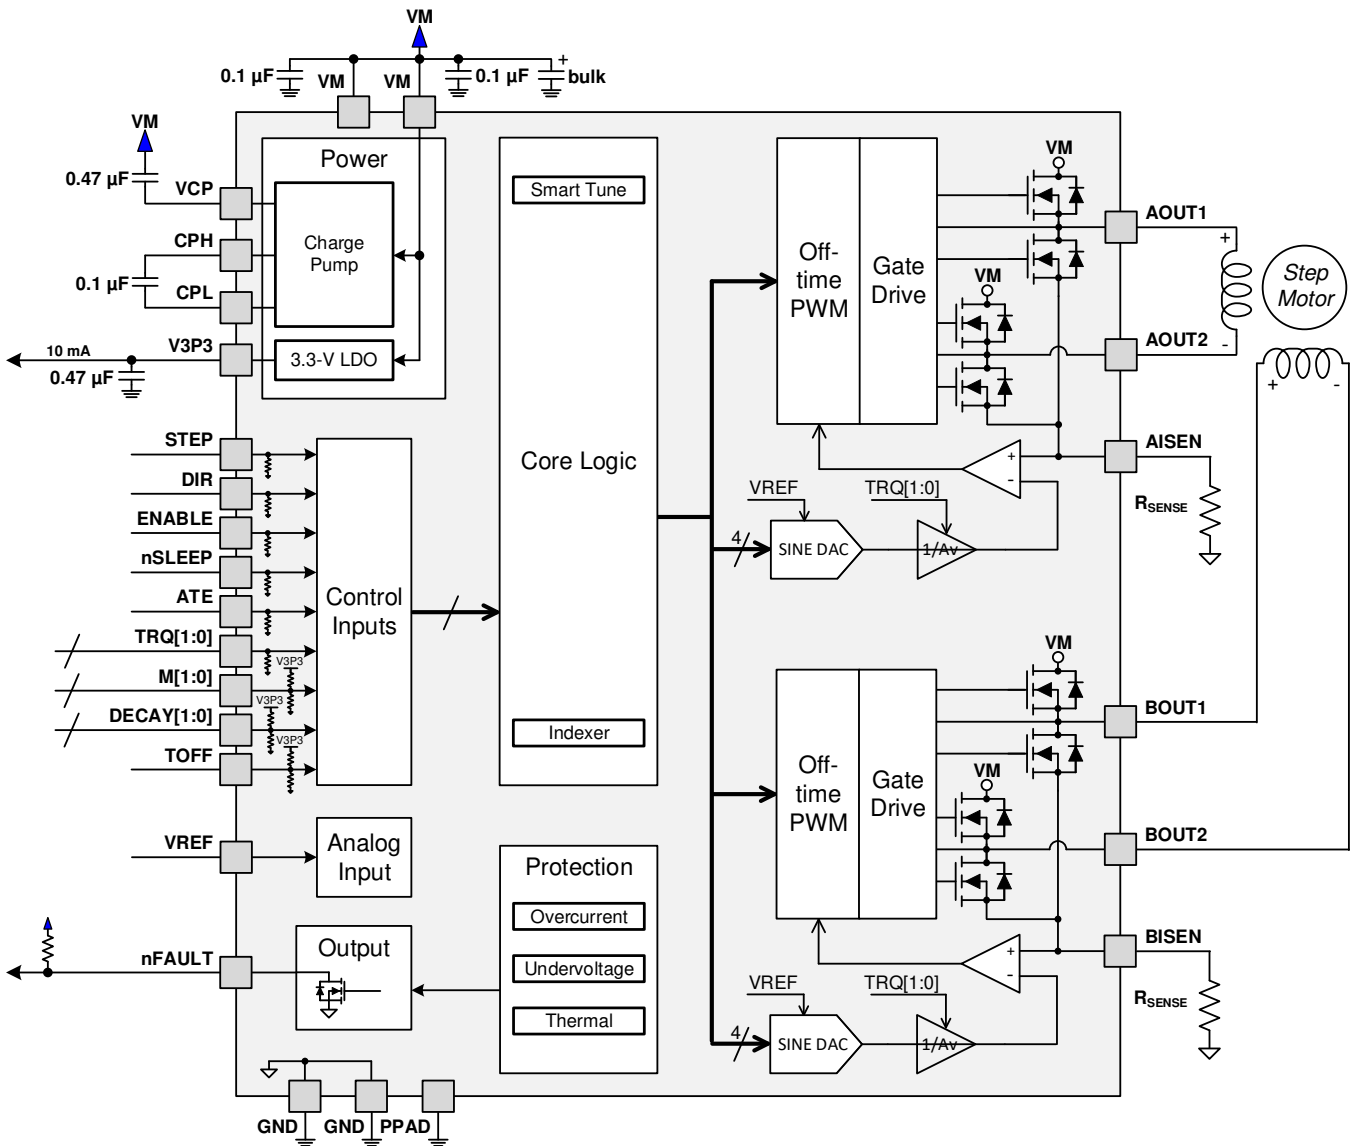 VM
0.1 µF
VM
VM
0.1 µF
+
bulk
VM
0.47 µF
VCP
CPH
0.1 µF
CPL
10 mA
V3P3
0.47 µF
Power
Charge
Pump
3.3-V LDO
STEP
DIR
ENABLE
nSLEEP
ATE
TRQ[1:0]
V3P3
M[1:0]
V3P3
DECAY[1:0]
V3P3
TOFF
Control
Inputs
VREF
Analog
Input
nFAULT
Output
GND
GND
PPAD
Smart Tune
Core Logic
Indexer
Protection
Overcurrent
Undervoltage
Thermal
Off-
time
PWM
Gate
Drive
VM
VM
AOUT1
+
Step
Motor
AOUT2
-
+
-
AISEN
+
-
VREF
TRQ[1:0]
4
SINE DAC
1/Av
RSENSE
Off-
time
PWM
Gate
Drive
VM
VM
BOUT1
BOUT2
BISEN
+
-
VREF
TRQ[1:0]
4
SINE DAC
1/Av
RSENSE